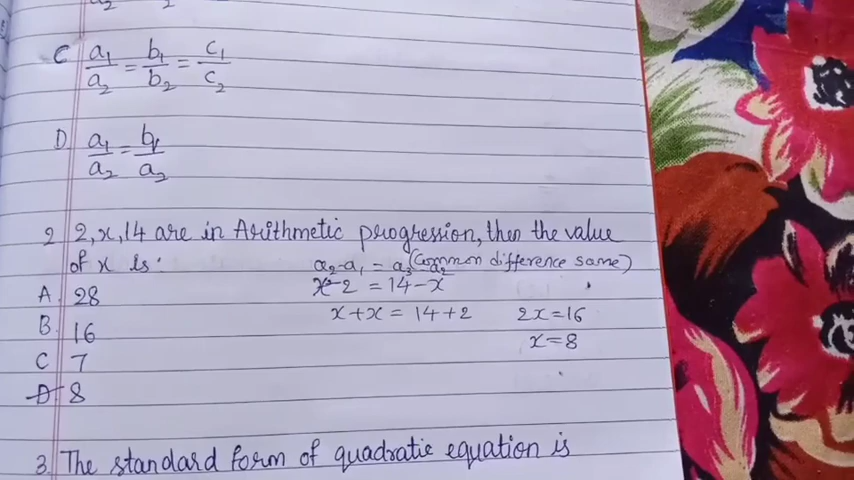 a₂ 2
C a₁/a₂ = b₁/b₂ = c₁/c₂
D a₁/a₂ = b₁/a₂
2 2, x, 14 are in Arithmetic progression, then the value
of x is: a₂-a₁ = a₃-a₂ (Common difference same)
A. 28 x-2 = 14-x
B. 16 x+x = 14+2 2x=16
C 7 x=8
D 8
3. The standard form of quadratic equation is